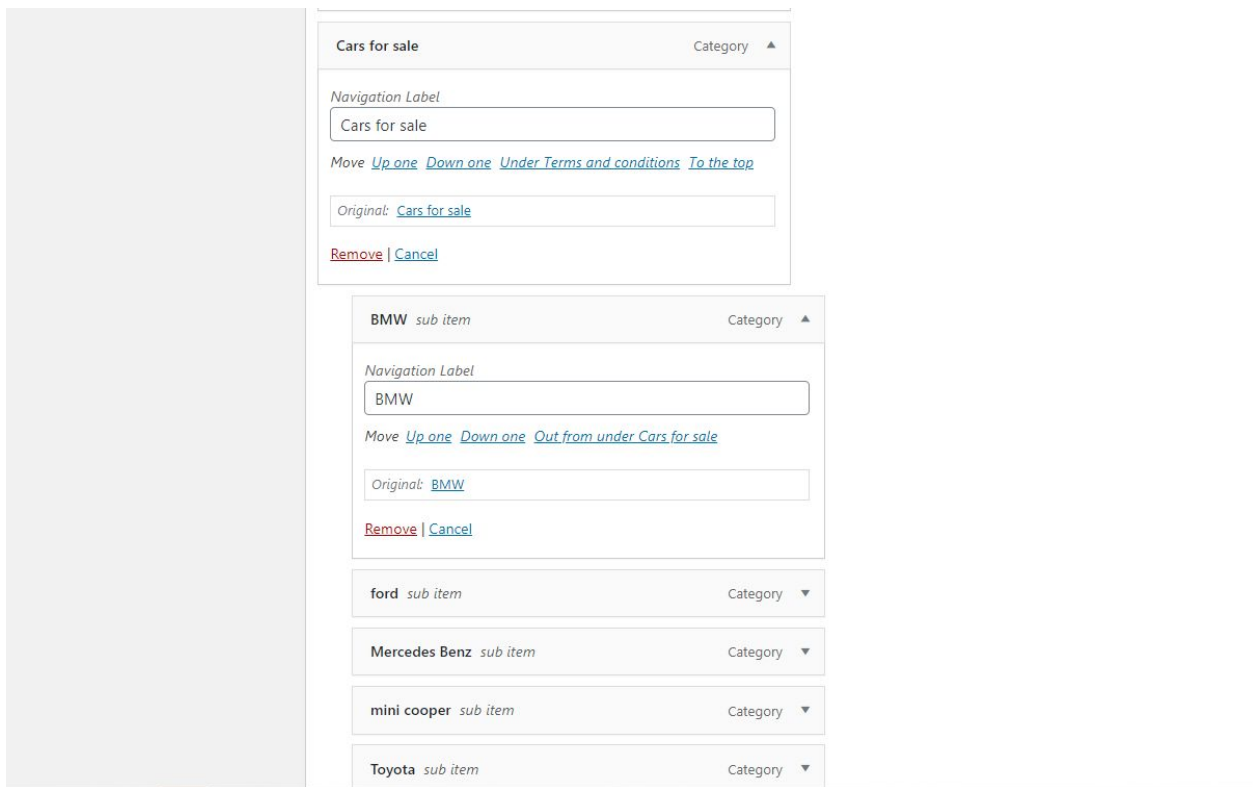 Cars for sale Category ▲
Navigation Label
Cars for sale
Move Up one Down one Under Terms and conditions To the top
Original: Cars for sale
Remove | Cancel
BMW sub item Category ▲
Navigation Label
BMW
Move Up one Down one Out from under Cars for sale
Original: BMW
Remove | Cancel
ford sub item Category ▼
Mercedes Benz sub item Category ▼
mini cooper sub item Category ▼
Toyota sub item Category ▼